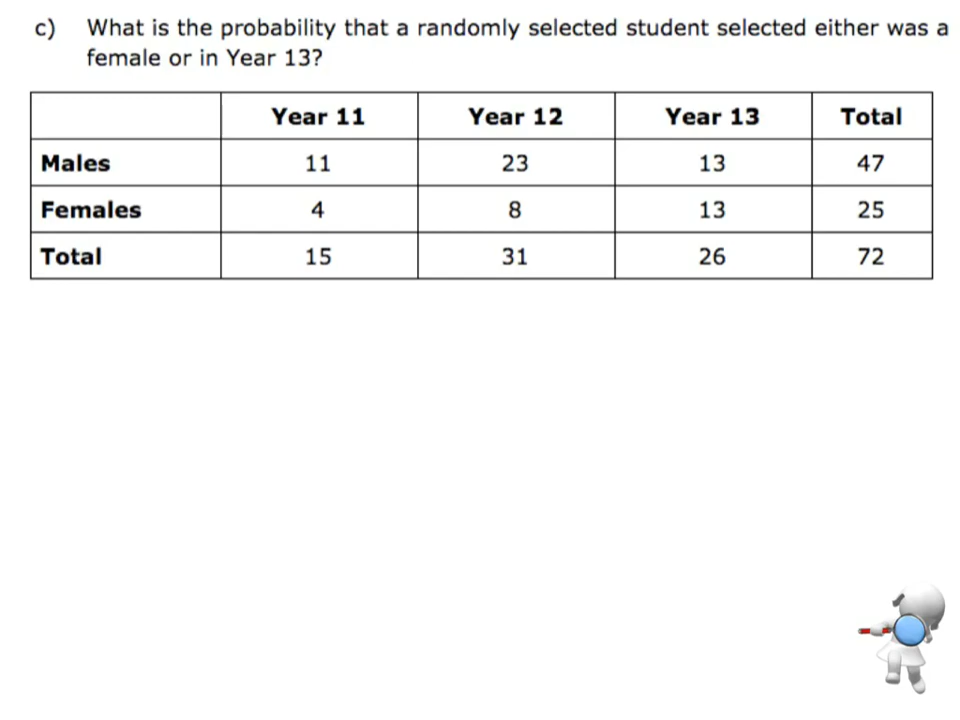 c) What is the probability that a randomly selected student selected either was a
female or in Year 13?
Year 11 Year 12 Year 13 Total
Males 11 23 13 47
Females 4 8 13 25
Total 15 31 26 72